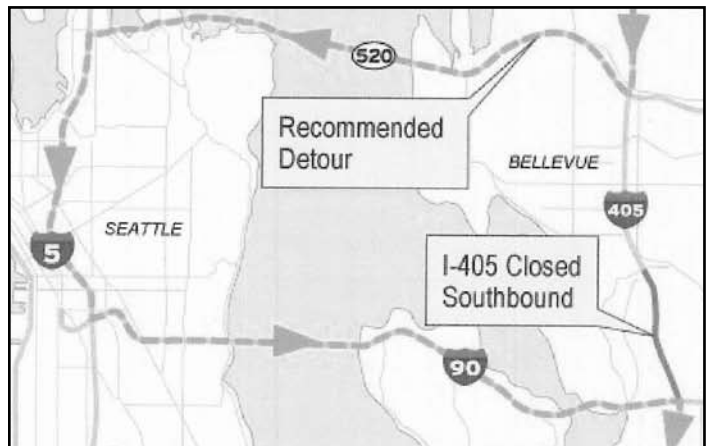 520
Recommended
Detour
BELLEVUE
405
SEATTLE
5
I-405 Closed
Southbound
90